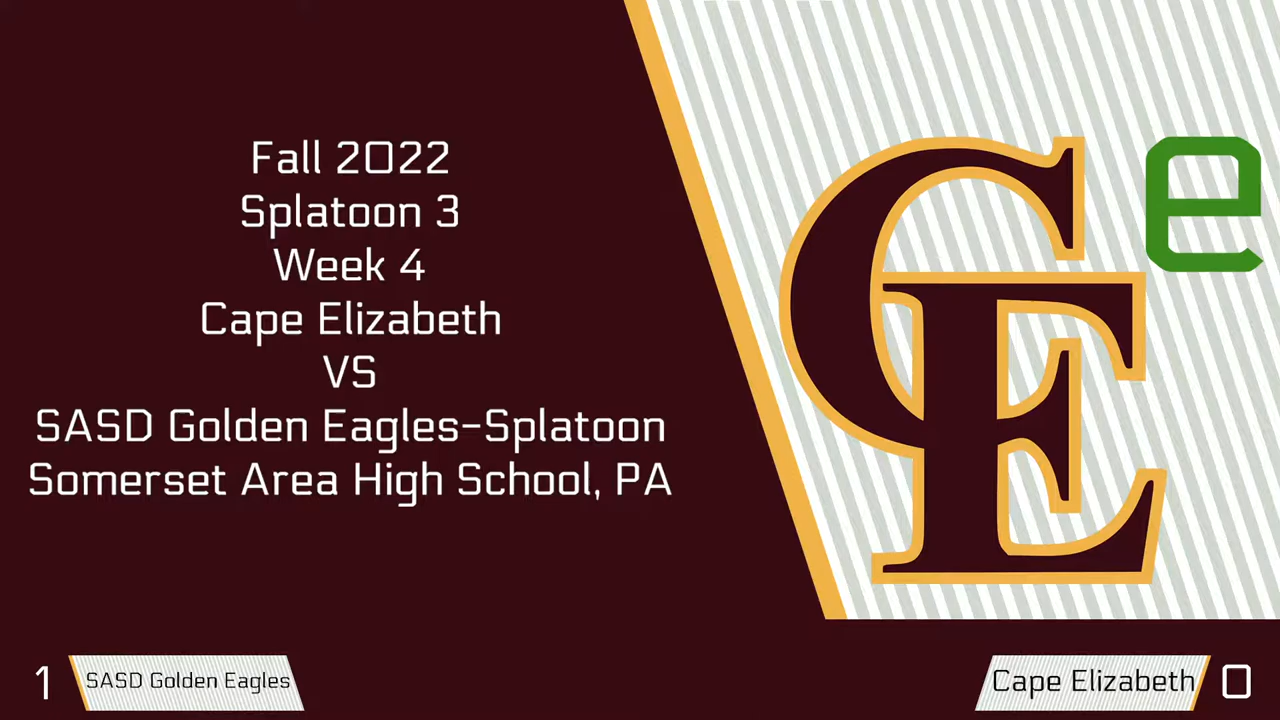 Fall 2022
Splatoon 3
Week 4
Cape Elizabeth
VS
SASD Golden Eagles-Splatoon
Somerset Area High School, PA
CE
e
1 SASD Golden Eagles
Cape Elizabeth 0